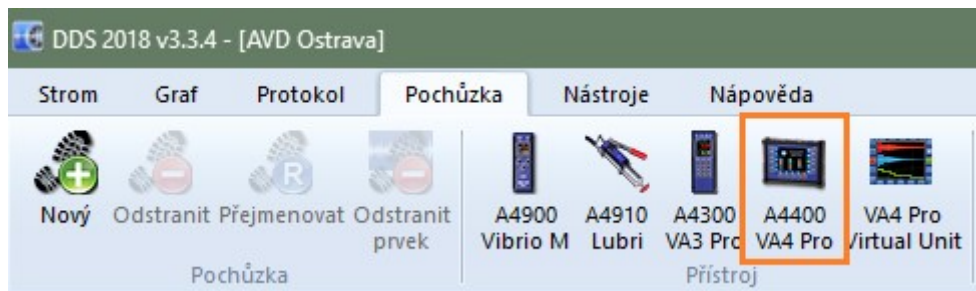 DDS 2018 v3.3.4 - [AVD Ostrava]
Strom Graf Protokol Pochůzka Nástroje Nápověda
Nový Odstranit Přejmenovat Odstranit prvek A4900 Vibrio M A4910 Lubri A4300 VA3 Pro A4400 VA4 Pro VA4 Pro Virtual Unit
Pochůzka Přístroj